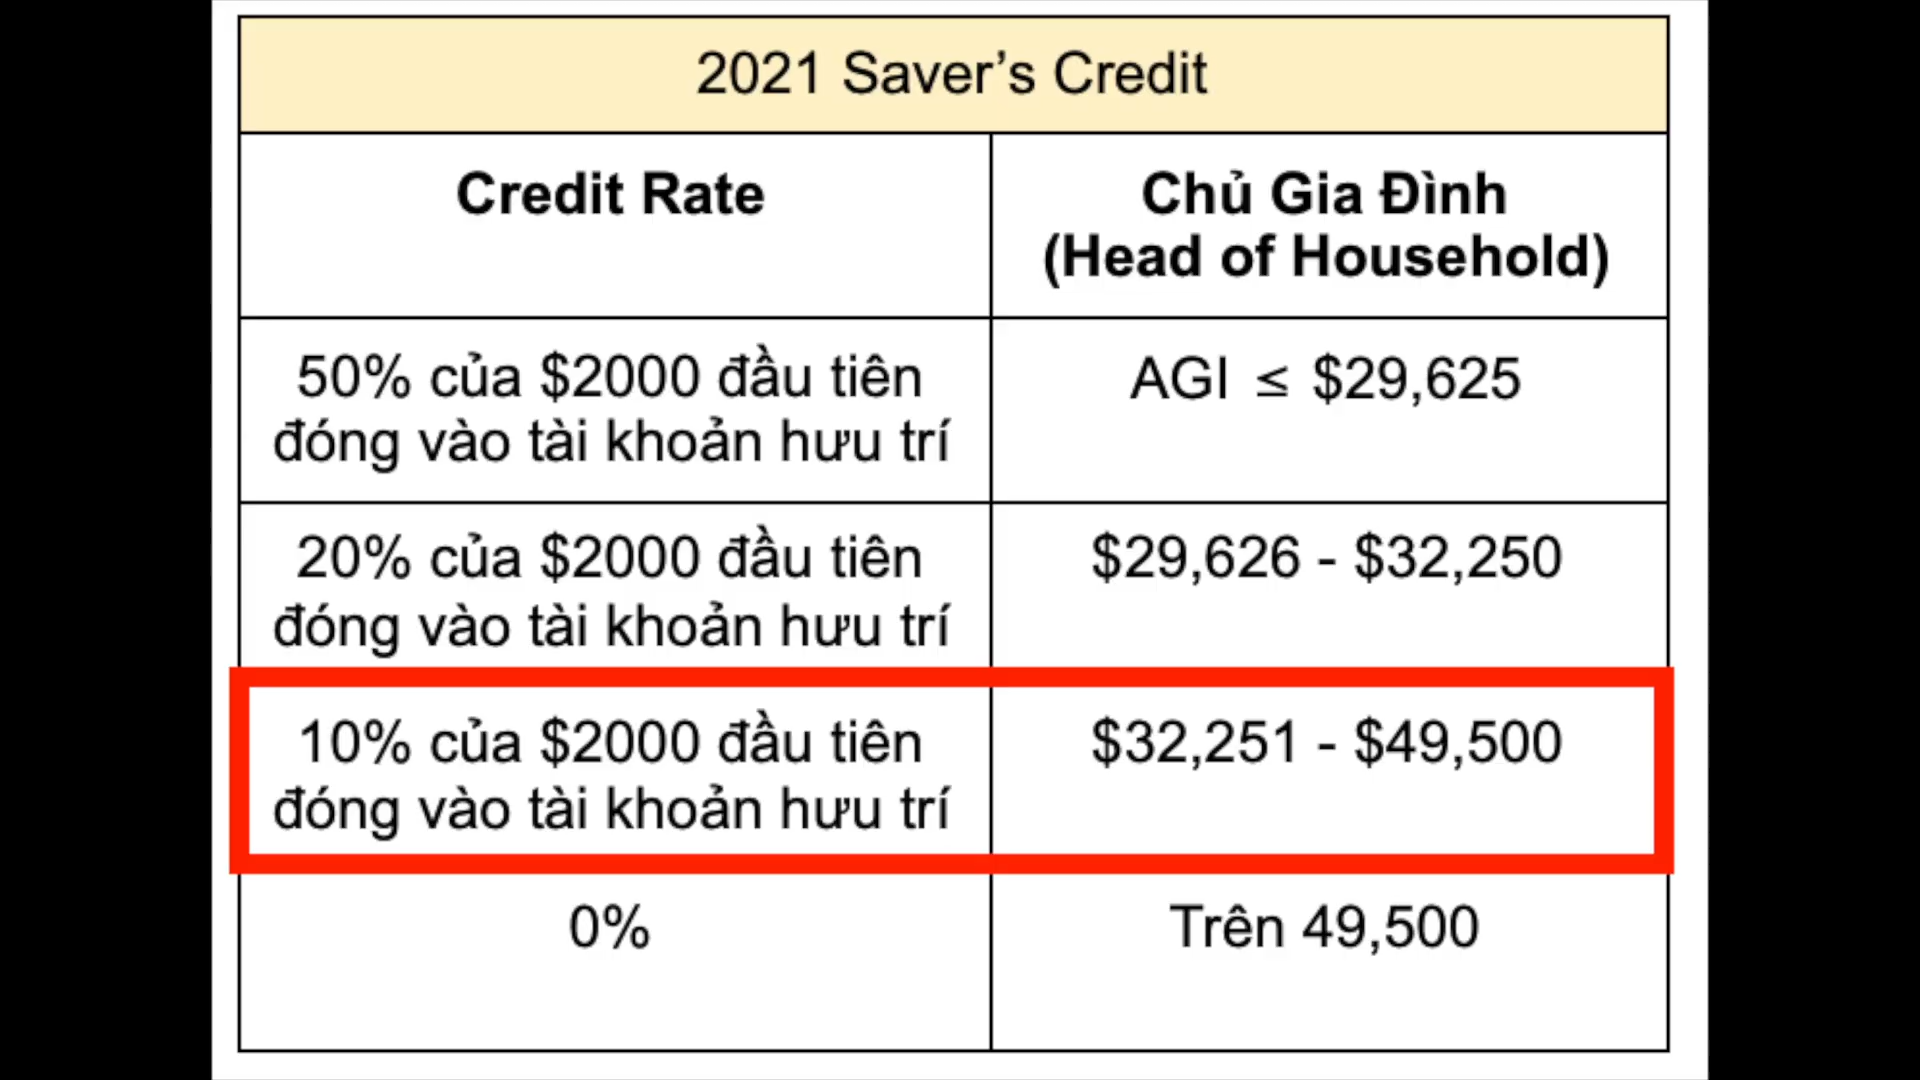 2021 Saver’s Credit
Credit Rate
Chủ Gia Đình
(Head of Household)
50% của $2000 đầu tiên
đóng vào tài khoản hưu trí
AGI ≤ $29,625
20% của $2000 đầu tiên
đóng vào tài khoản hưu trí
$29,626 - $32,250
10% của $2000 đầu tiên
đóng vào tài khoản hưu trí
$32,251 - $49,500
0%
Trên 49,500